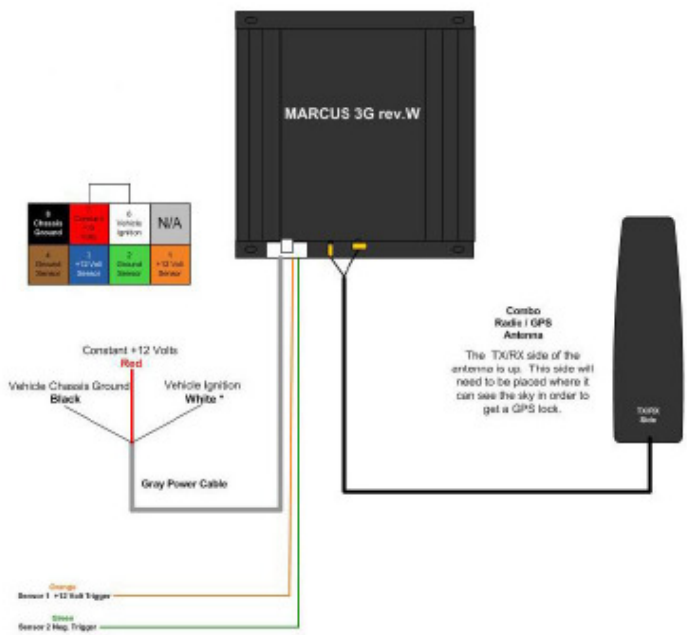 MARCUS 3G rev.W
8
Chassis
Ground
7
Constant
+12
Volts
6
Vehicle
Ignition
N/A
4
Ground
Sensor
3
+12 Volt
Sensor
2
Ground
Sensor
1
+12 Volt
Sensor
Combo
Radio / GPS
Antenna
The TX/RX side of the
antenna is up. This side will
need to be placed where it
can see the sky in order to
get a GPS lock.
TX/RX
Side
Constant +12 Volts
Red
Vehicle Chassis Ground
Black
Vehicle Ignition
White *
Gray Power Cable
Orange
Sensor 1 +12 Volt Trigger
Green
Sensor 2 Neg. Trigger